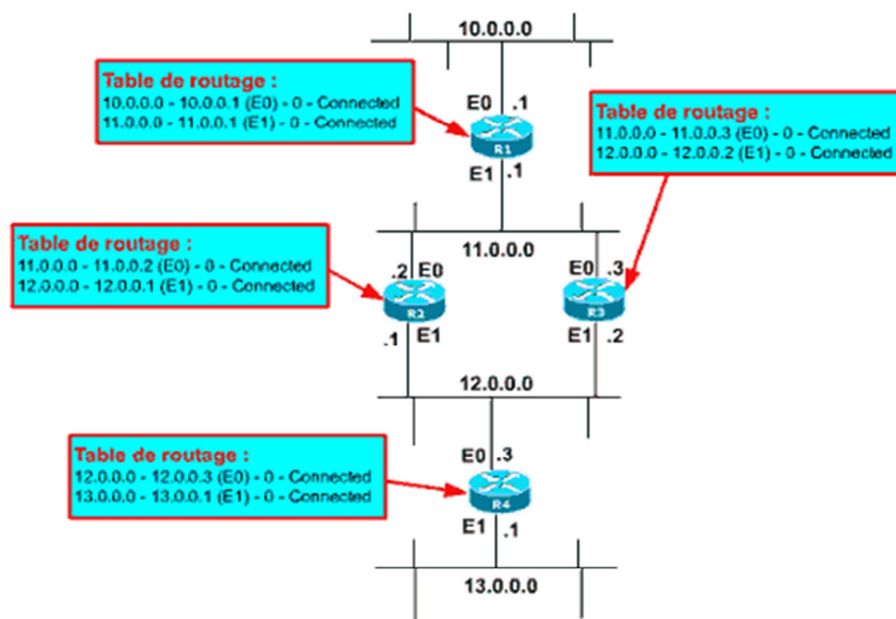 10.0.0.0
Table de routage :
10.0.0.0 - 10.0.0.1 (E0) - 0 - Connected
11.0.0.0 - 11.0.0.1 (E1) - 0 - Connected
E0 .1
R1
E1 .1
Table de routage :
11.0.0.0 - 11.0.0.3 (E0) - 0 - Connected
12.0.0.0 - 12.0.0.2 (E1) - 0 - Connected
11.0.0.0
Table de routage :
11.0.0.0 - 11.0.0.2 (E0) - 0 - Connected
12.0.0.0 - 12.0.0.1 (E1) - 0 - Connected
.2 E0
R2
.1 E1
E0 .3
R3
E1 .2
12.0.0.0
Table de routage :
12.0.0.0 - 12.0.0.3 (E0) - 0 - Connected
13.0.0.0 - 13.0.0.1 (E1) - 0 - Connected
E0 .3
R4
E1 .1
13.0.0.0